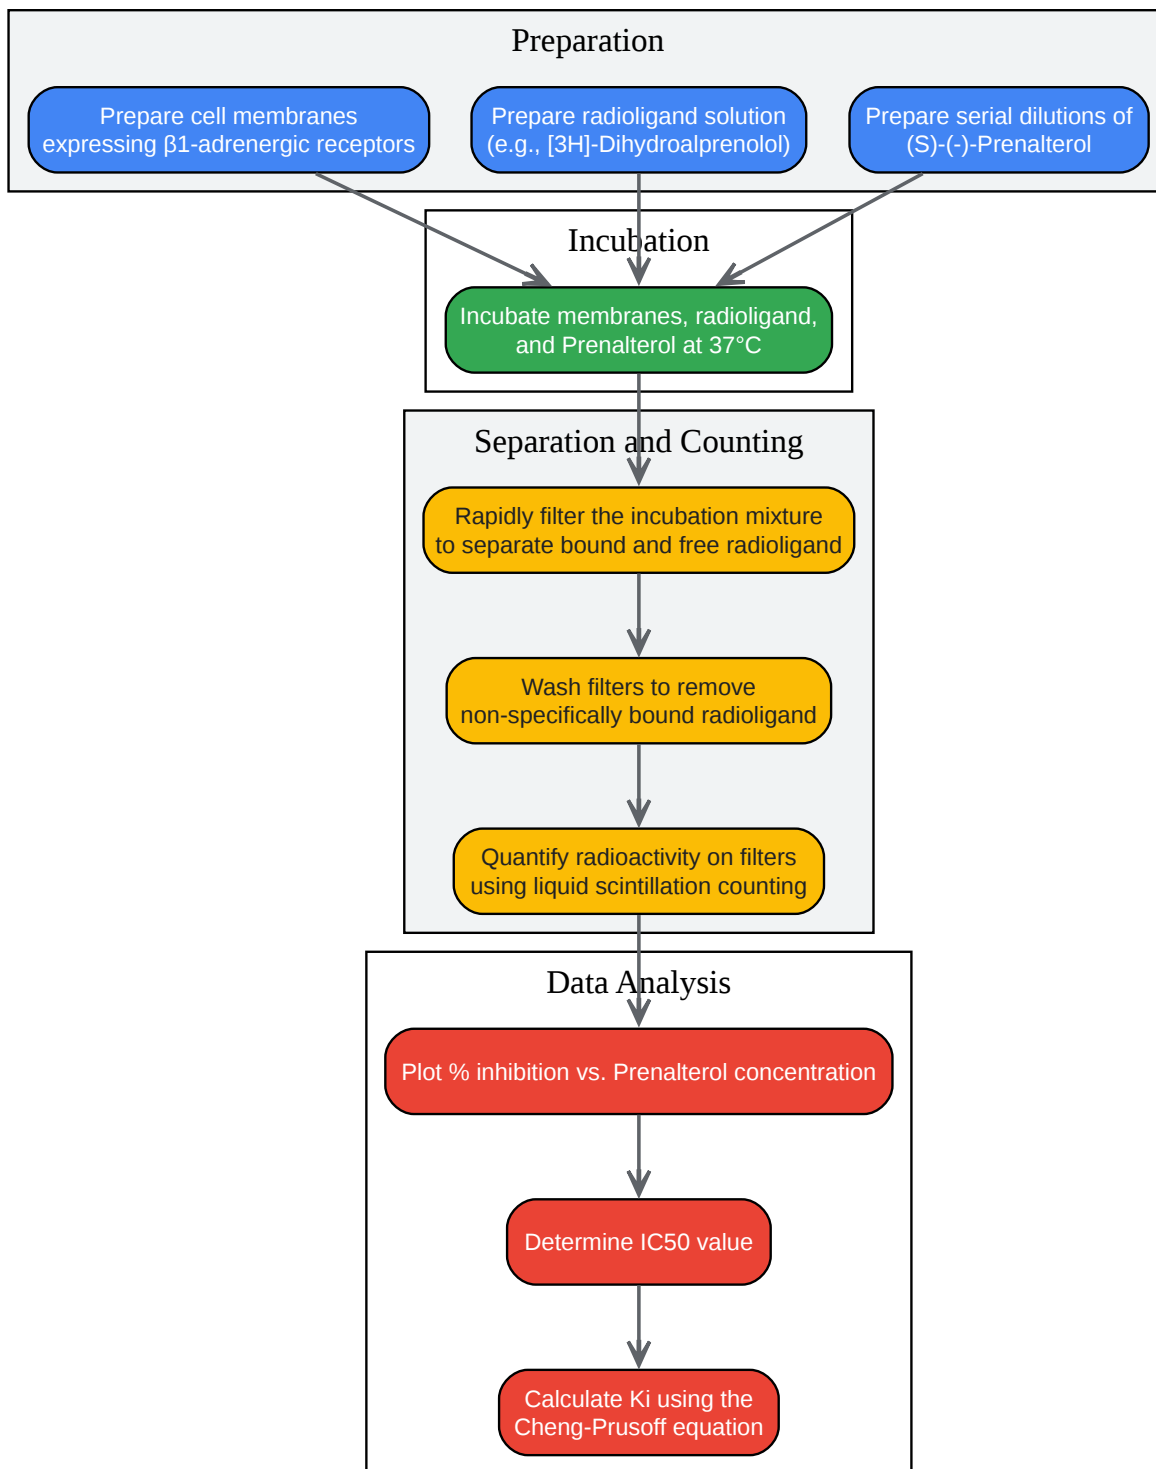 Preparation
Prepare cell membranes
expressing β1-adrenergic receptors
Prepare radioligand solution
(e.g., [3H]-Dihydroalprenolol)
Prepare serial dilutions of
(S)-(-)-Prenalterol
Incubation
Incubate membranes, radioligand,
and Prenalterol at 37°C
Separation and Counting
Rapidly filter the incubation mixture
to separate bound and free radioligand
Wash filters to remove
non-specifically bound radioligand
Quantify radioactivity on filters
using liquid scintillation counting
Data Analysis
Plot % inhibition vs. Prenalterol concentration
Determine IC50 value
Calculate Ki using the
Cheng-Prusoff equation